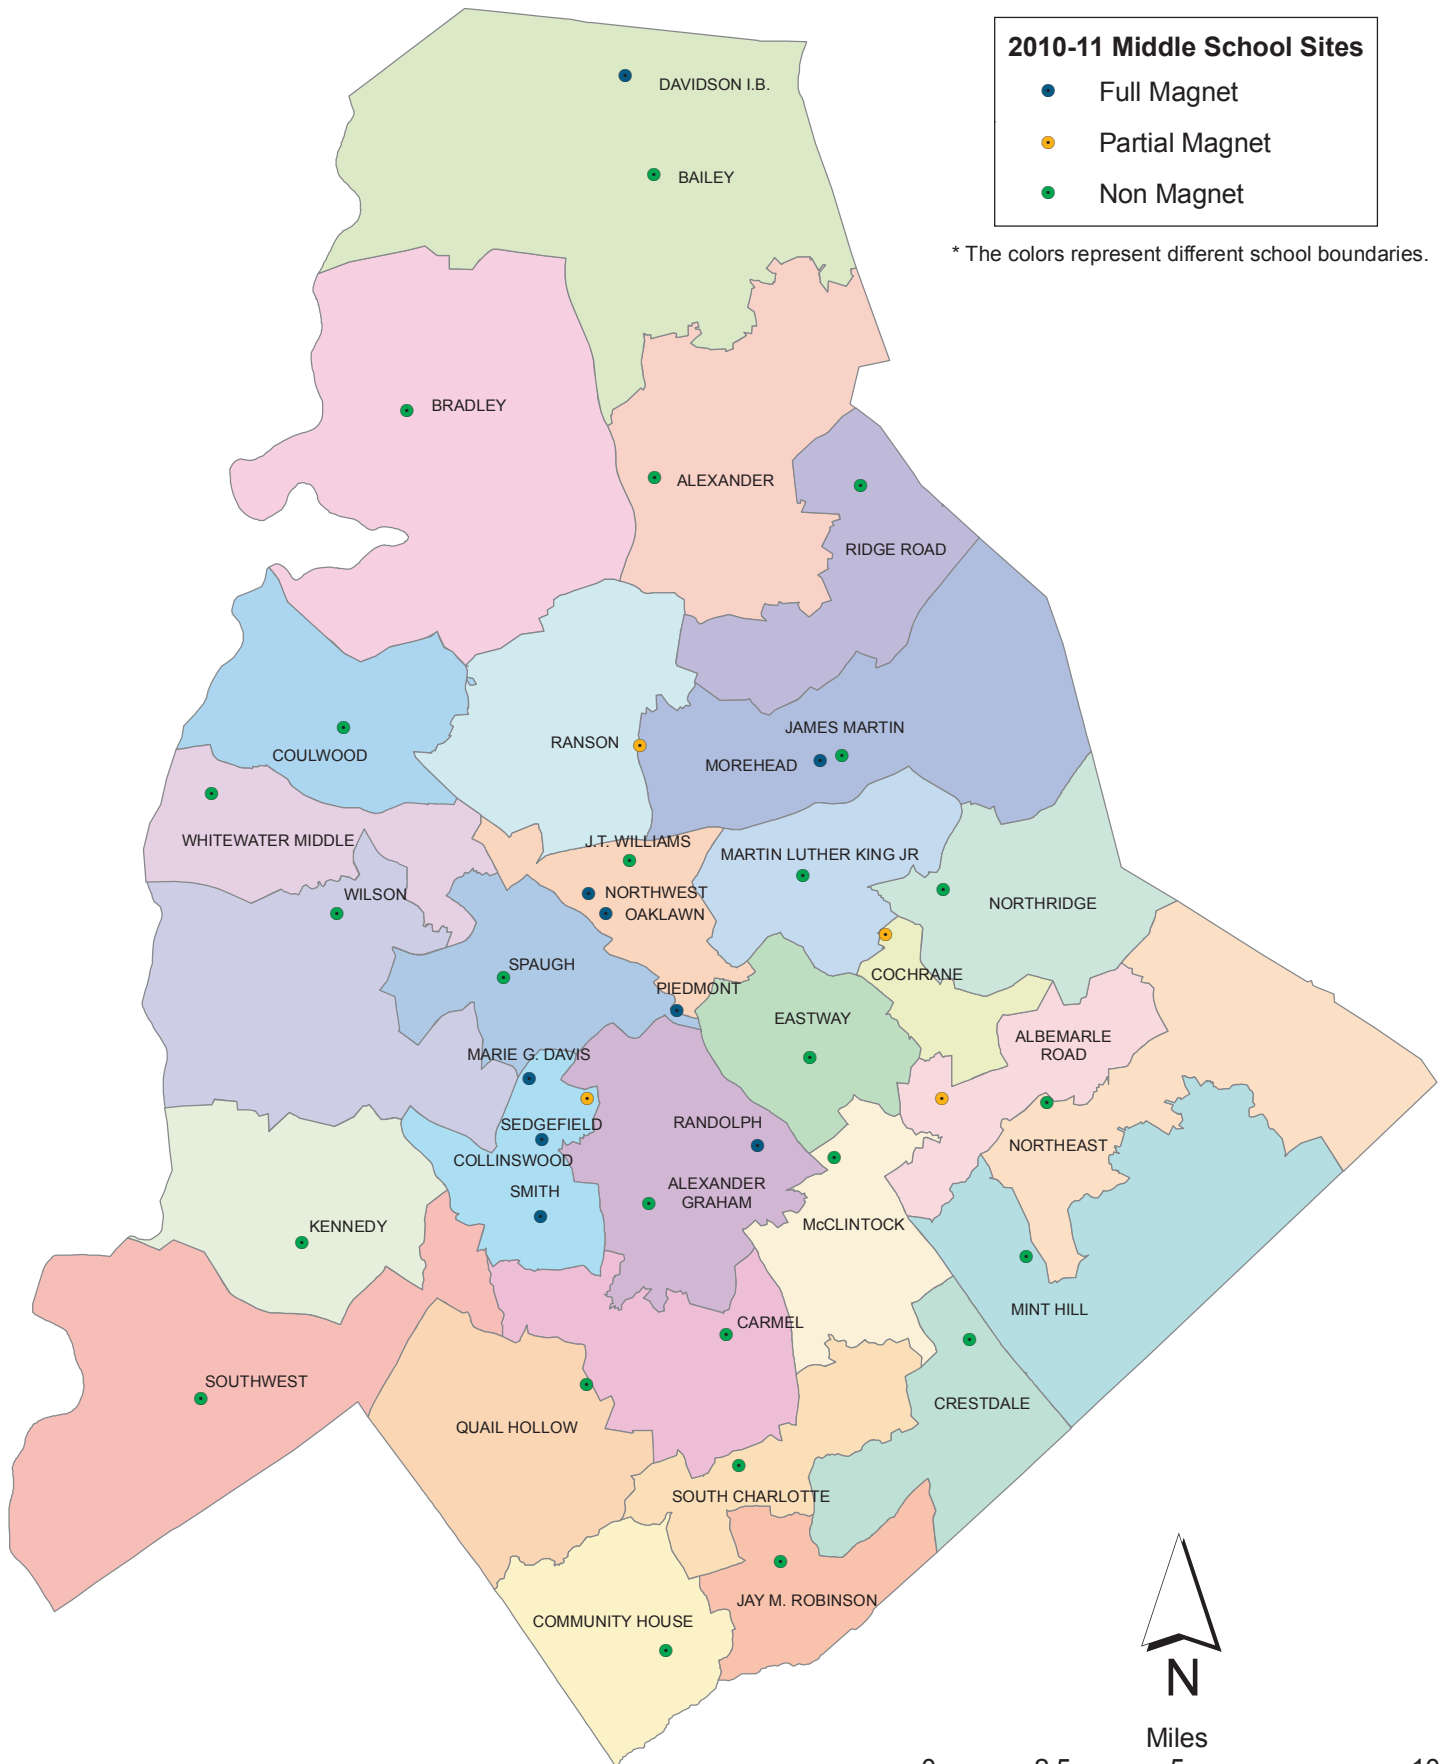 2010-11 Middle School Sites
Full Magnet
Partial Magnet
Non Magnet
* The colors represent different school boundaries.
DAVIDSON I.B.
BAILEY
BRADLEY
ALEXANDER
RIDGE ROAD
JAMES MARTIN
RANSON
MOREHEAD
COULWOOD
WHITEWATER MIDDLE
J.T. WILLIAMS
MARTIN LUTHER KING JR
WILSON
NORTHWEST
OAKLAWN
NORTHRIDGE
SPAUGH
COCHRANE
PIEDMONT
EASTWAY
ALBEMARLE
ROAD
MARIE G. DAVIS
SEDGEFIELD
RANDOLPH
NORTHEAST
COLLINSWOOD
SMITH
ALEXANDER
GRAHAM
McCLINTOCK
KENNEDY
MINT HILL
CARMEL
SOUTHWEST
CRESTDALE
QUAIL HOLLOW
SOUTH CHARLOTTE
JAY M. ROBINSON
COMMUNITY HOUSE
N
Miles